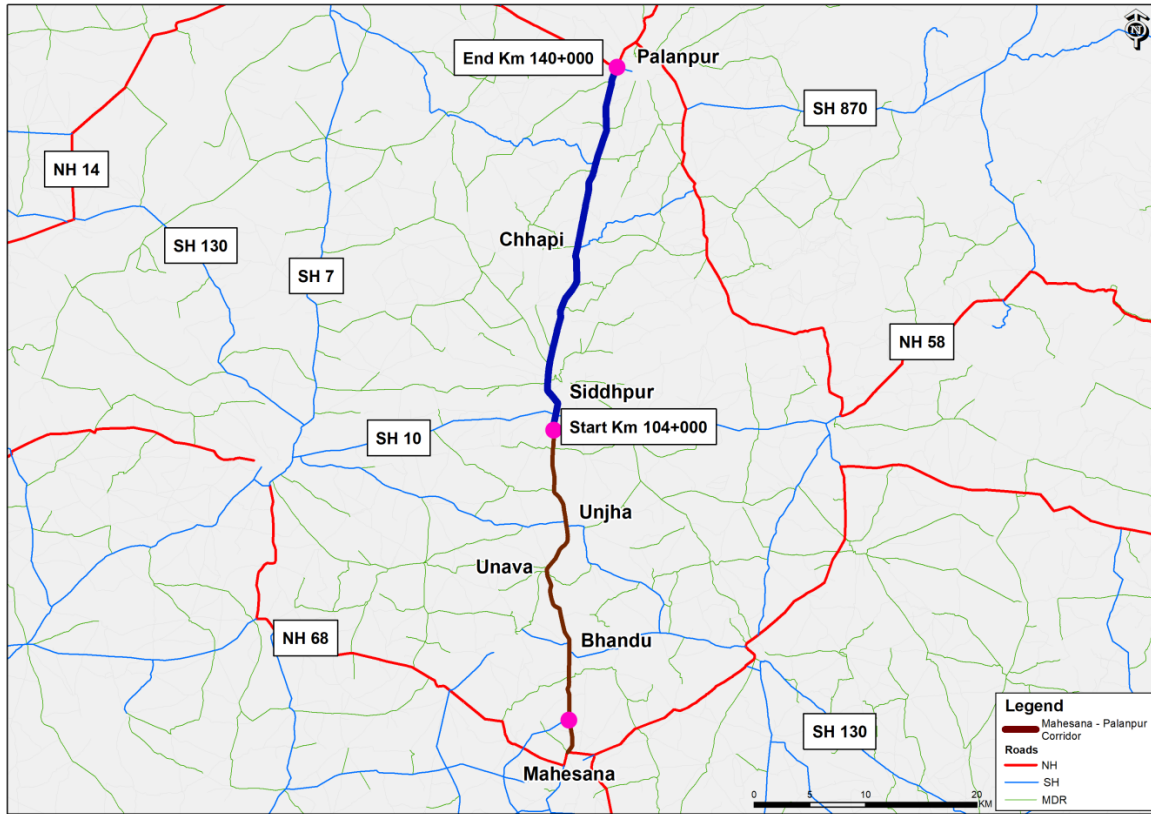 N
End Km 140+000
Palanpur
SH 870
NH 14
SH 130
Chhapi
SH 7
NH 58
Siddhpur
Start Km 104+000
SH 10
Unjha
Unava
NH 68
Bhandu
SH 130
Mahesana
Legend
Mahesana - Palanpur
Corridor
Roads
NH
SH
MDR
0 5 10 20
KM